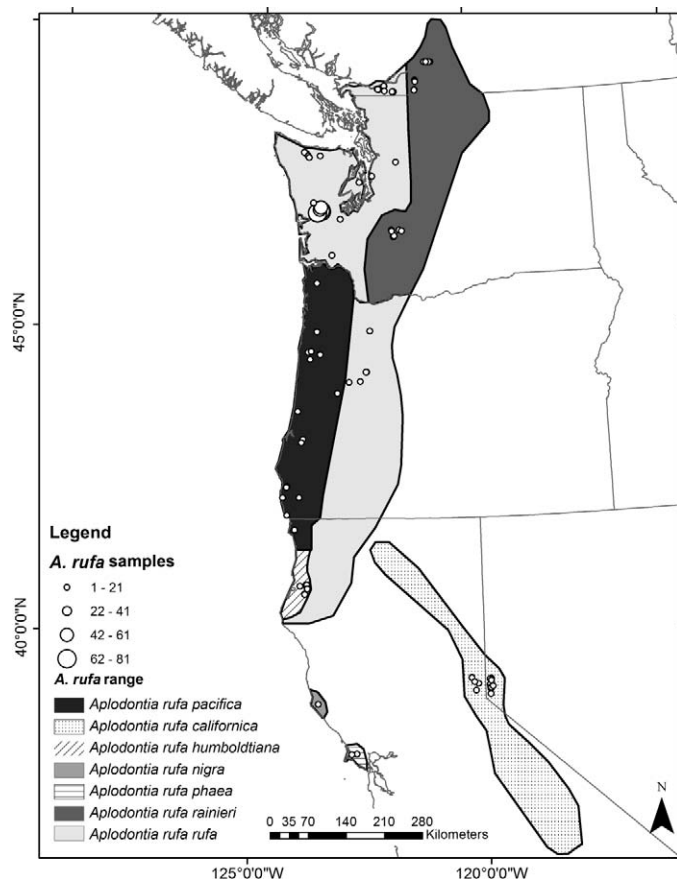 45°0'0"N
40°0'0"N
Legend
A. rufa samples
1 - 21
22 - 41
42 - 61
62 - 81
A. rufa range
Aplodontia rufa pacifica
Aplodontia rufa californica
Aplodontia rufa humboldtiana
Aplodontia rufa nigra
Aplodontia rufa phaea
Aplodontia rufa rainieri
Aplodontia rufa rufa
N
0 35 70 140 210 280
Kilometers
125°0'0"W 120°0'0"W